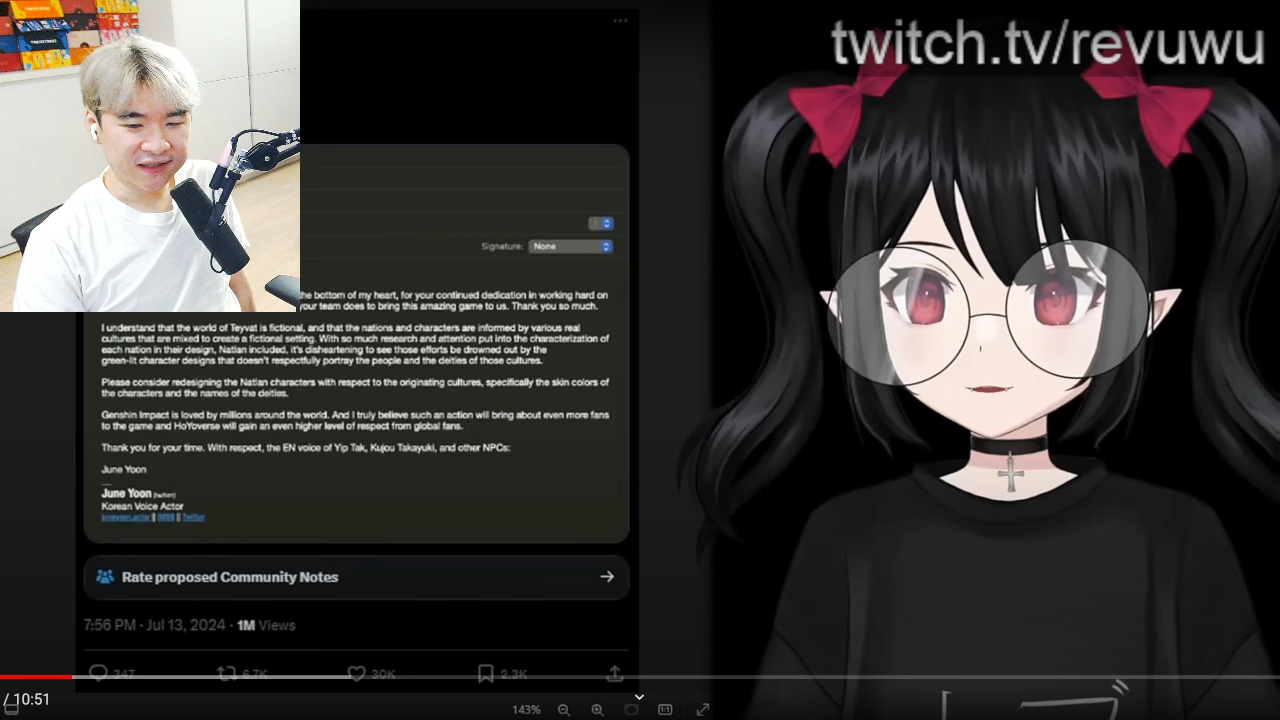 twitch.tv/revuwu
Signature: None
the bottom of my heart, for your continued dedication in working hard on
your team does to bring this amazing game to us. Thank you so much.
I understand that the world of Teyvat is fictional, and that the nations and characters are informed by various real
cultures that are mixed to create a fictional setting. With so much research and attention put into the characterization of
each nation in their design, Natlan included, it's disheartening to see those efforts be drowned out by the
green-lit character designs that doesn't respectfully portray the people and the deities of those cultures.
Please consider redesigning the Natlan characters with respect to the originating cultures, specifically the skin colors of
the characters and the names of the deities.
Genshin Impact is loved by millions around the world. And I truly believe such an action will bring about even more fans
to the game and HoYoverse will gain an even higher level of respect from global fans.
Thank you for your time. With respect, the EN voice of Yip Tak, Kujou Takayuki, and other NPCs:
June Yoon
June Yoon
Korean Voice Actor
Rate proposed Community Notes
7:56 PM · Jul 13, 2024 · 1M Views
347 6.7K 30K 2.3K
/ 10:51
143%